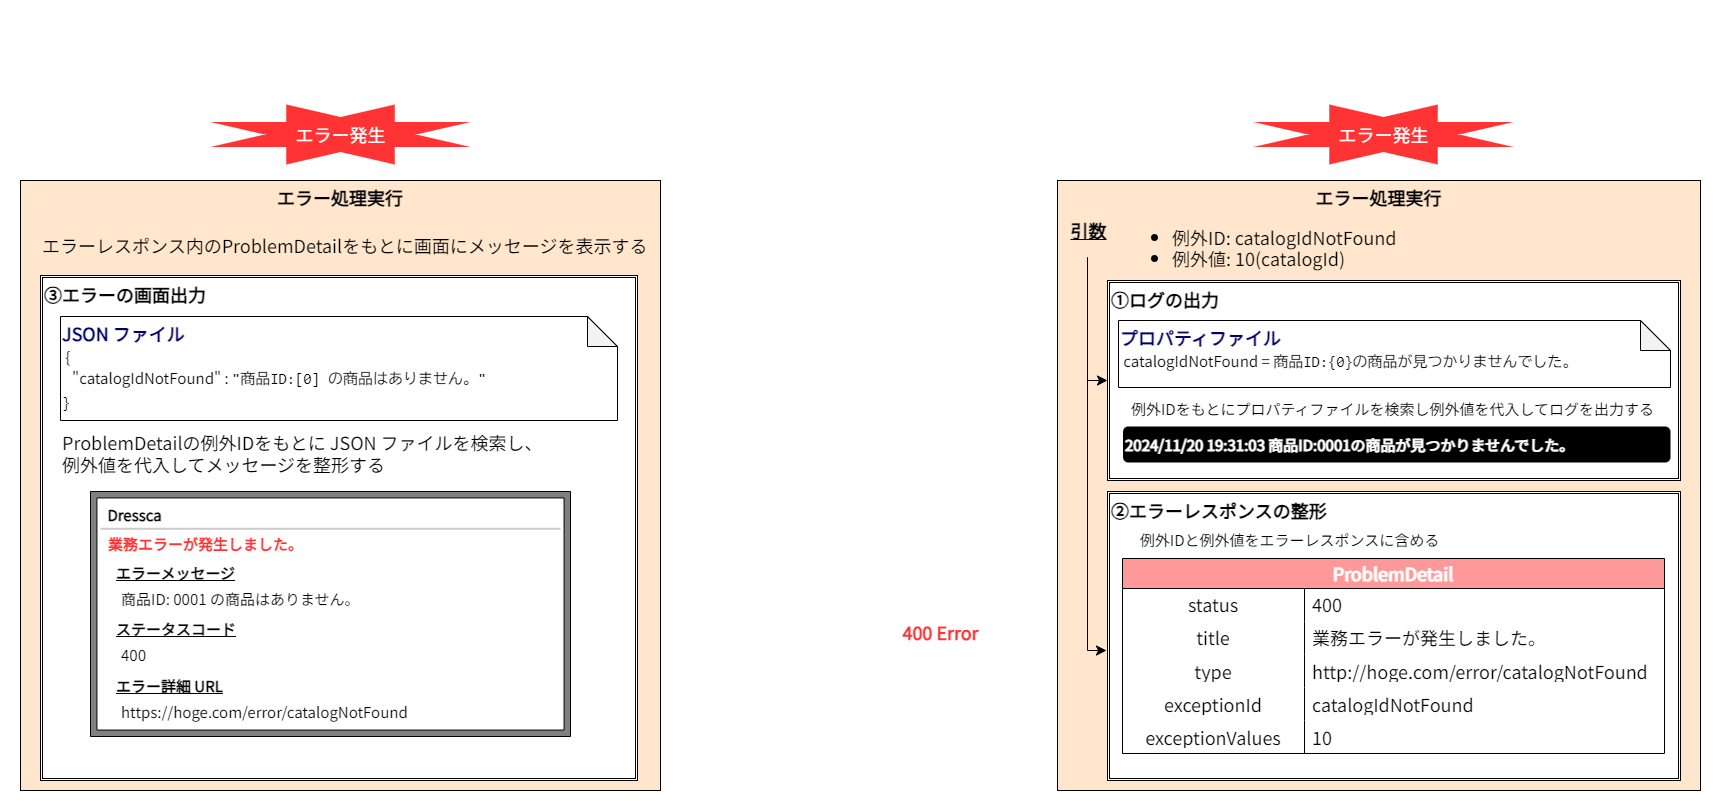 エラー発生
エラー処理実行
エラーレスポンス内のProblemDetailをもとに画面にメッセージを表示する
③エラーの画面出力
JSON ファイル
{
"catalogIdNotFound" : "商品ID:[0] の商品はありません。"
}
ProblemDetailの例外IDをもとに JSON ファイルを検索し、
例外値を代入してメッセージを整形する
Dressca
業務エラーが発生しました。
エラーメッセージ
商品ID: 0001 の商品はありません。
ステータスコード
400
エラー詳細 URL
https://hoge.com/error/catalogNotFound
400 Error
エラー発生
エラー処理実行
引数
• 例外ID: catalogIdNotFound
• 例外値: 10(catalogId)
①ログの出力
プロパティファイル
catalogIdNotFound = 商品ID:{0}の商品が見つかりませんでした。
例外IDをもとにプロパティファイルを検索し例外値を代入してログを出力する
2024/11/20 19:31:03 商品ID:0001の商品が見つかりませんでした。
②エラーレスポンスの整形
例外IDと例外値をエラーレスポンスに含める
ProblemDetail
status 400
title 業務エラーが発生しました。
type http://hoge.com/error/catalogNotFound
exceptionId catalogIdNotFound
exceptionValues 10